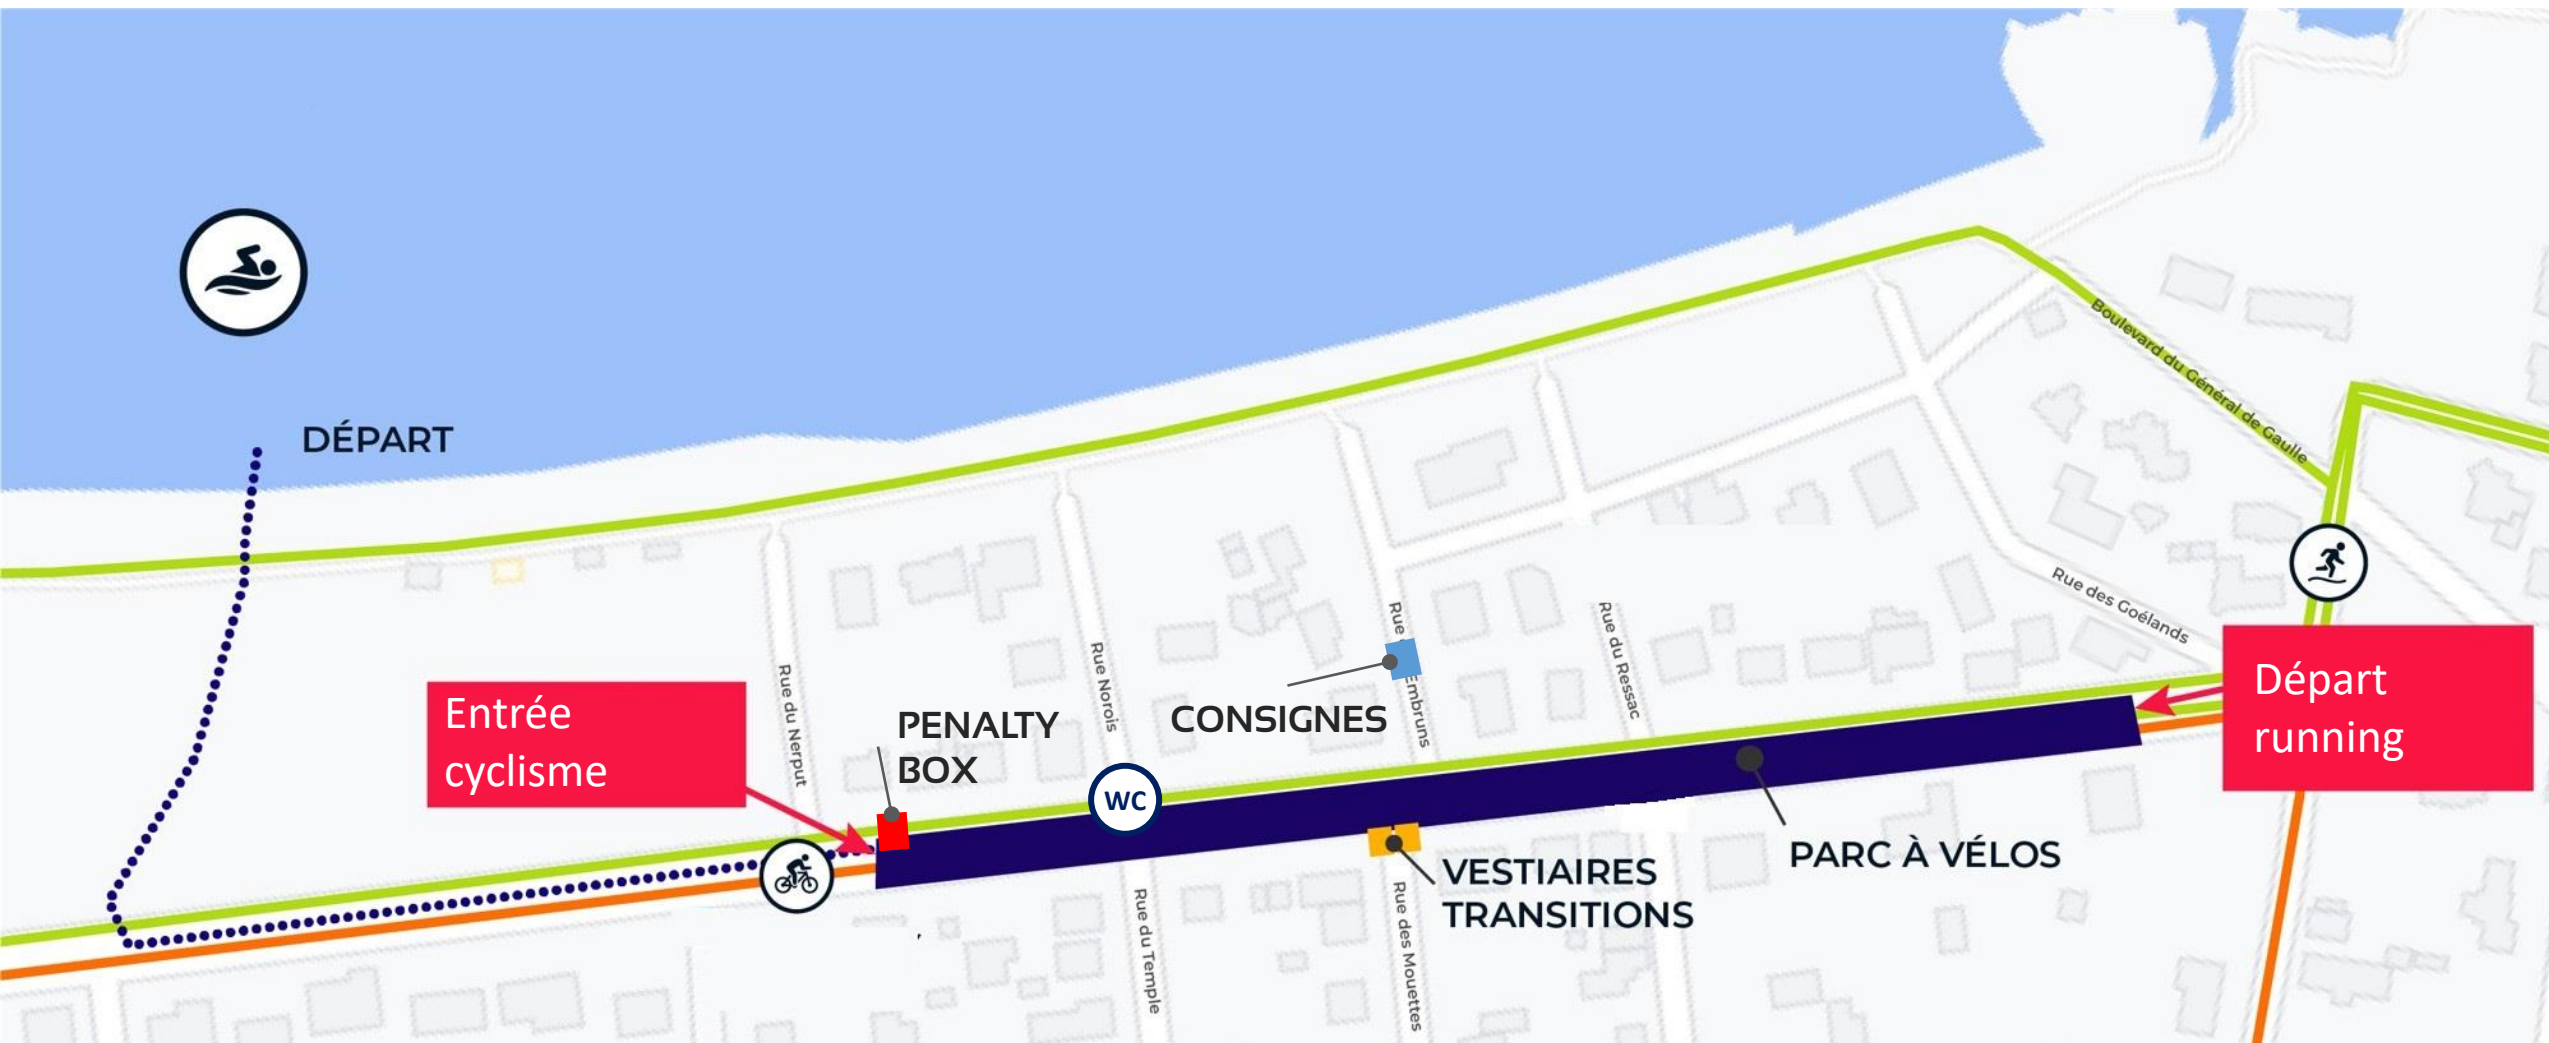 DÉPART
Boulevard du Général de Gaulle
Rue des Goélands
Départ
running
Rue du Ressac
Rue
Embruns
CONSIGNES
Rue Norois
PENALTY
BOX
Rue du Nerput
Entrée
cyclisme
WC
PARC À VÉLOS
VESTIAIRES
TRANSITIONS
Rue du Temple
Rue des Mouettes